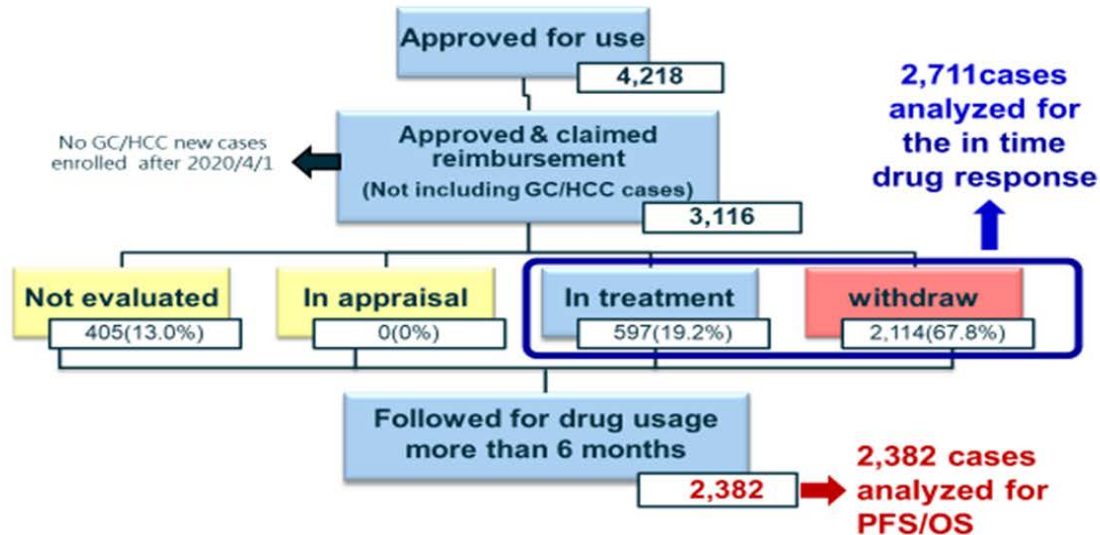 Approved for use
4,218
2,711cases
analyzed for
the in time
drug response
No GC/HCC new cases
enrolled after 2020/4/1
Approved & claimed
reimbursement
(Not including GC/HCC cases)
3,116
Not evaluated
405(13.0%)
In appraisal
0(0%)
In treatment
597(19.2%)
withdraw
2,114(67.8%)
Followed for drug usage
more than 6 months
2,382
2,382 cases
analyzed for
PFS/OS